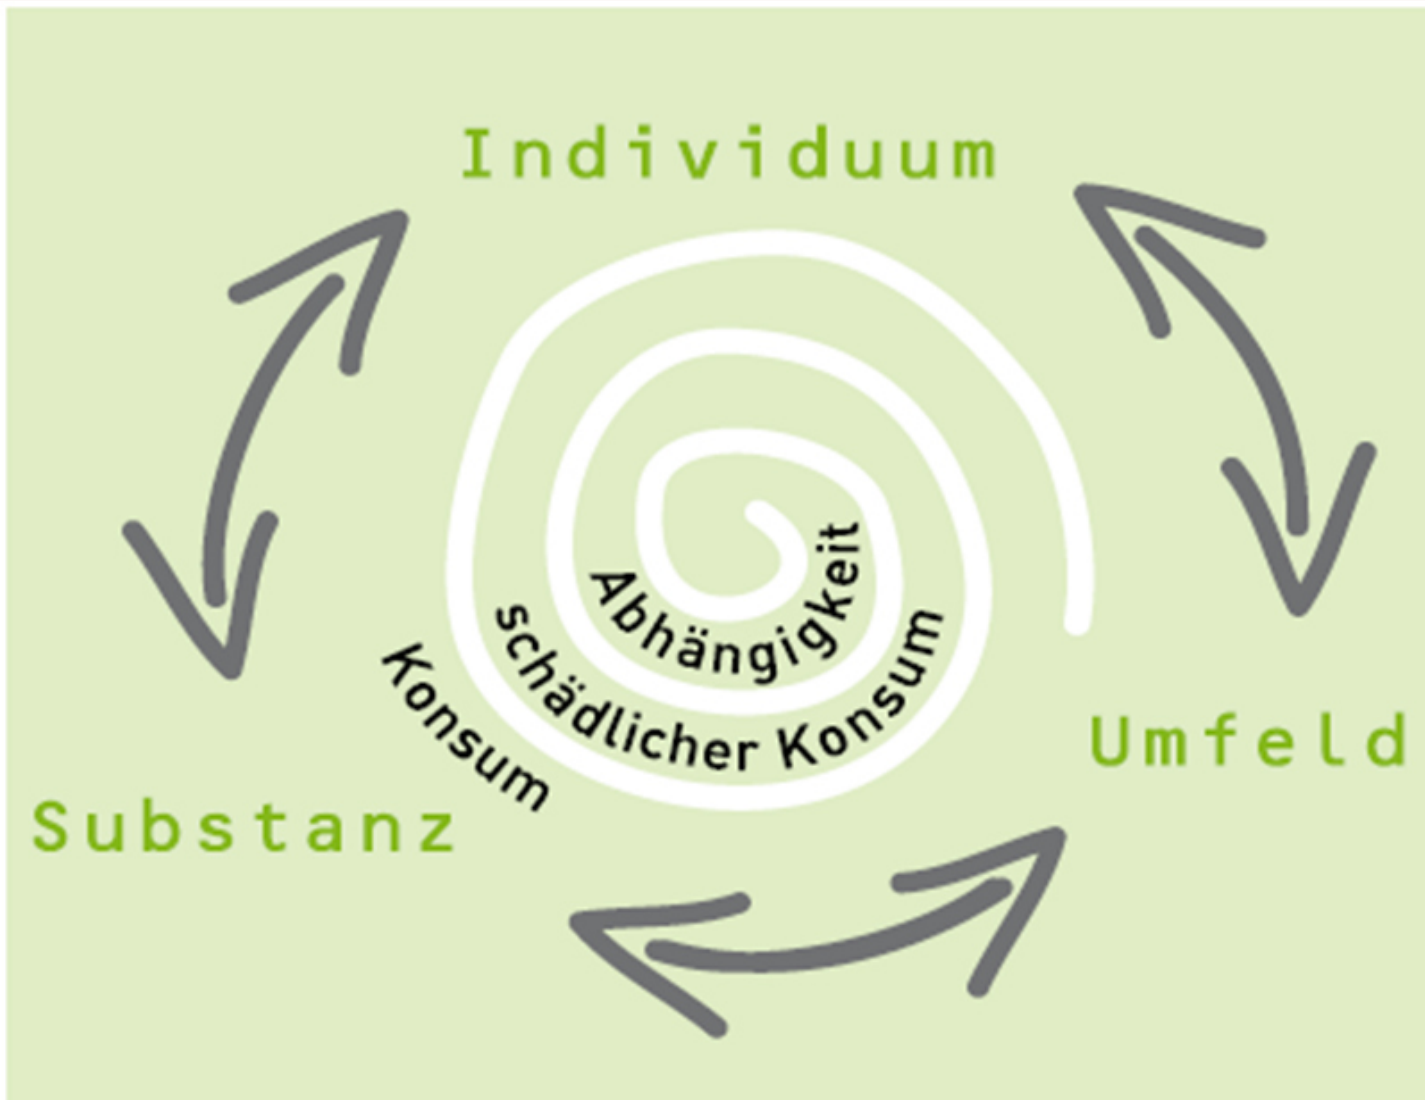 Individuum
Abhängigkeit
schädlicher Konsum
Konsum
Umfeld
Substanz